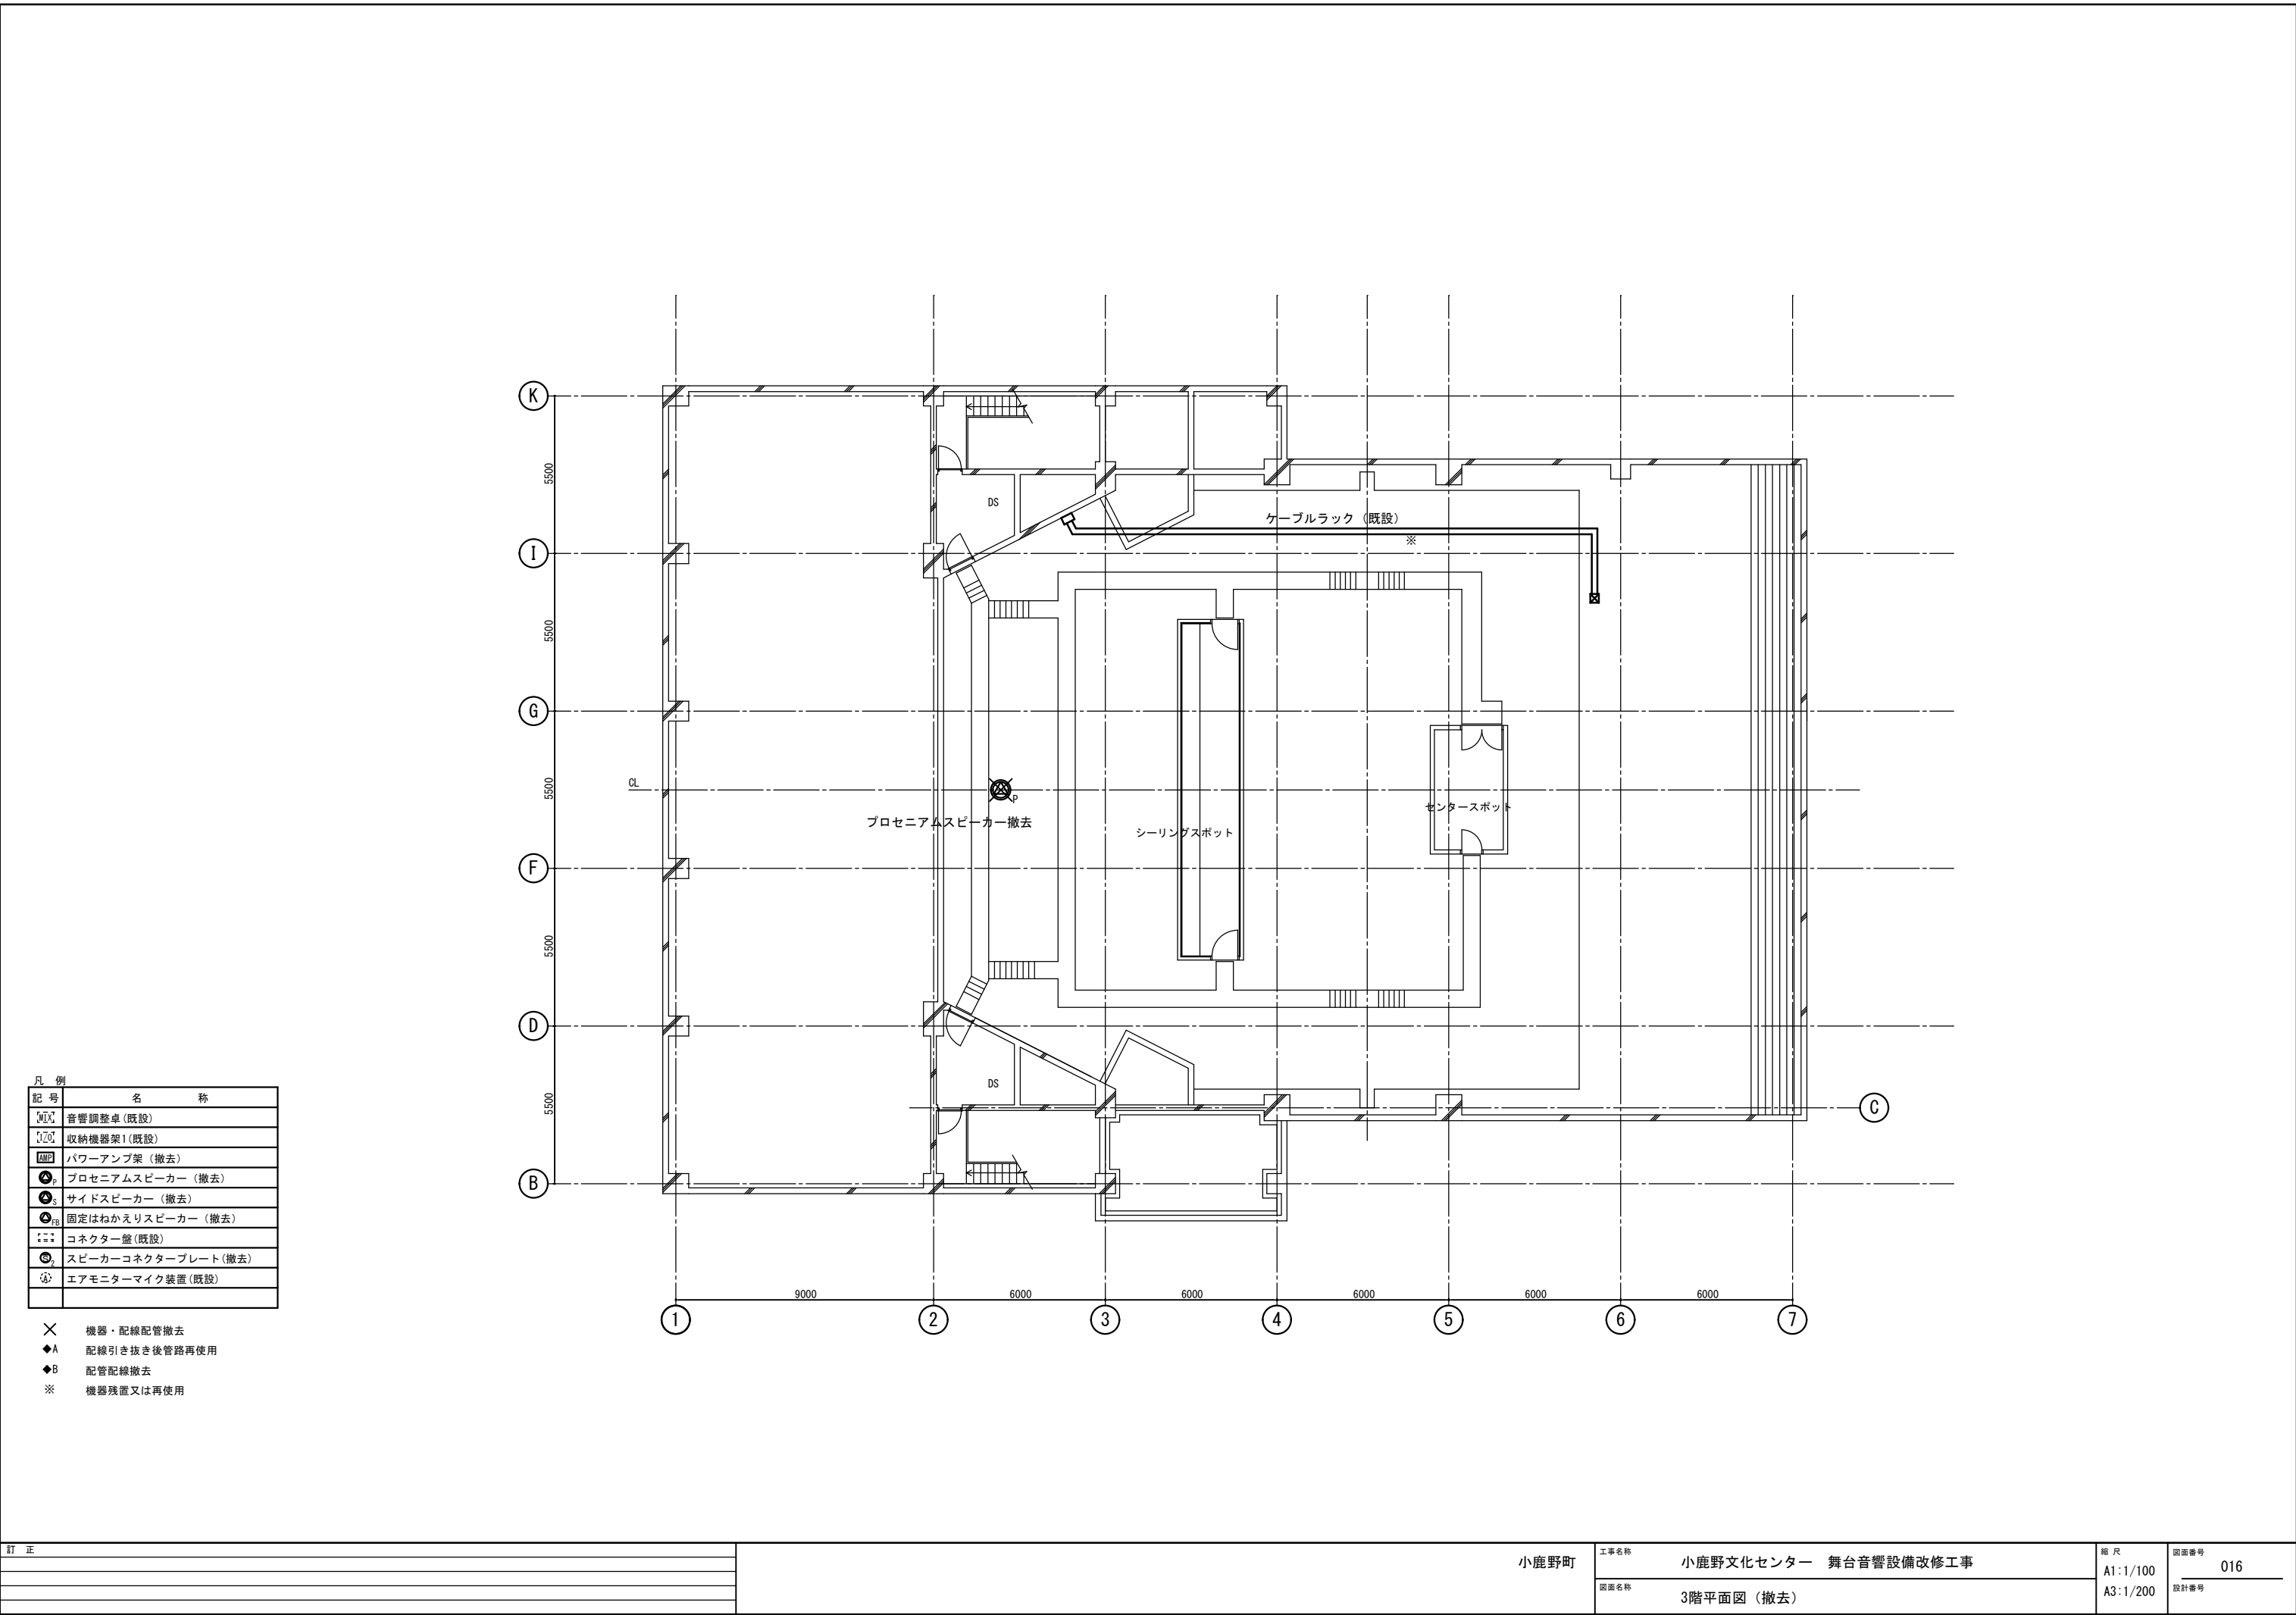 K
I
G
F
D
B
C
5500
5500
5500
5500
5500
DS
ケーブルラック（既設）
※
CL
P
プロセニアムスピーカー撤去
シーリングスポット
センタースポット
DS
9000 6000 6000 6000 6000 6000
1 2 3 4 5 6 7
凡 例
記 号 名 称
MIX 音響調整卓(既設)
I/O 収納機器架1(既設)
AMP パワーアンプ架（撤去）
P プロセニアムスピーカー（撤去）
S サイドスピーカー（撤去）
FB 固定はねかえりスピーカー（撤去）
コネクター盤(既設)
S2 スピーカーコネクタープレート(撤去)
A エアモニターマイク装置(既設)
× 機器・配線配管撤去
◆A 配線引き抜き後管路再使用
◆B 配管配線撤去
※ 機器残置又は再使用
訂 正
小鹿野町
工事名称 小鹿野文化センター 舞台音響設備改修工事
図面名称 3階平面図（撤去）
縮 尺
A1:1/100
A3:1/200
図面番号
016
設計番号